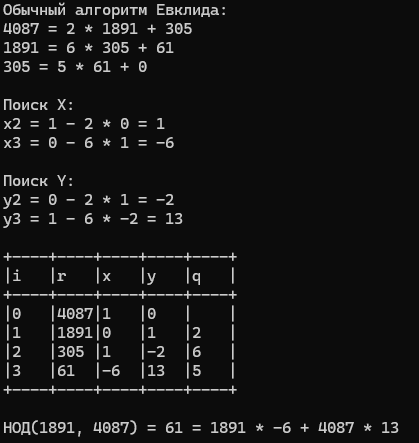 Обычный алгоритм Евклида:
4087 = 2 * 1891 + 305
1891 = 6 * 305 + 61
305 = 5 * 61 + 0

Поиск X:
x2 = 1 - 2 * 0 = 1
x3 = 0 - 6 * 1 = -6

Поиск Y:
y2 = 0 - 2 * 1 = -2
y3 = 1 - 6 * -2 = 13

+----+----+----+----+----+
|i   |r   |x   |y   |q   |
+----+----+----+----+----+
|0   |4087|1   |0   |    |
|1   |1891|0   |1   |2   |
|2   |305 |1   |-2  |6   |
|3   |61  |-6  |13  |5   |
+----+----+----+----+----+

НОД(1891, 4087) = 61 = 1891 * -6 + 4087 * 13